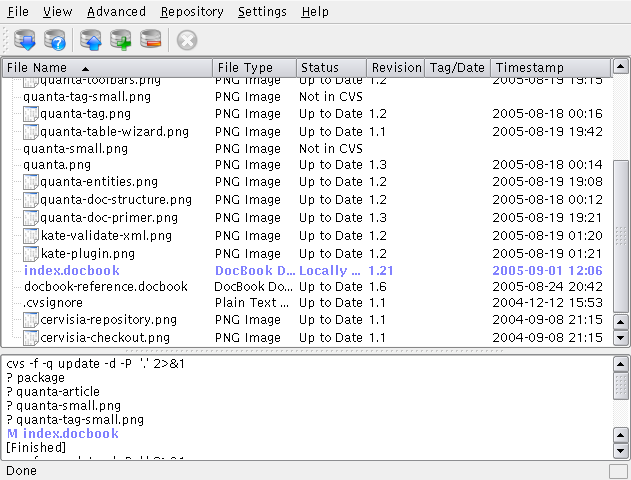 File View Advanced Repository Settings Help
File Name File Type Status Revision Tag/Date Timestamp
quanta-toolbars.png PNG Image Up to Date 1.2 2005-08-19 19:15
quanta-tag-small.png PNG Image Not in CVS
quanta-tag.png PNG Image Up to Date 1.2 2005-08-18 00:16
quanta-table-wizard.png PNG Image Up to Date 1.1 2005-08-19 19:42
quanta-small.png PNG Image Not in CVS
quanta.png PNG Image Up to Date 1.3 2005-08-18 00:14
quanta-entities.png PNG Image Up to Date 1.2 2005-08-19 19:08
quanta-doc-structure.png PNG Image Up to Date 1.2 2005-08-18 00:12
quanta-doc-primer.png PNG Image Up to Date 1.3 2005-08-19 19:21
kate-validate-xml.png PNG Image Up to Date 1.2 2005-08-19 01:20
kate-plugin.png PNG Image Up to Date 1.2 2005-08-19 01:21
index.docbook DocBook D... Locally ... 1.21 2005-09-01 12:06
docbook-reference.docbook DocBook Do... Up to Date 1.6 2005-08-24 20:42
.cvsignore Plain Text ... Up to Date 1.1 2004-12-12 15:53
cervisia-repository.png PNG Image Up to Date 1.1 2004-09-08 21:15
cervisia-checkout.png PNG Image Up to Date 1.1 2004-09-08 21:15
cvs -f -q update -d -P '.' 2>&1
? package
? quanta-article
? quanta-small.png
? quanta-tag-small.png
M index.docbook
[Finished]
Done